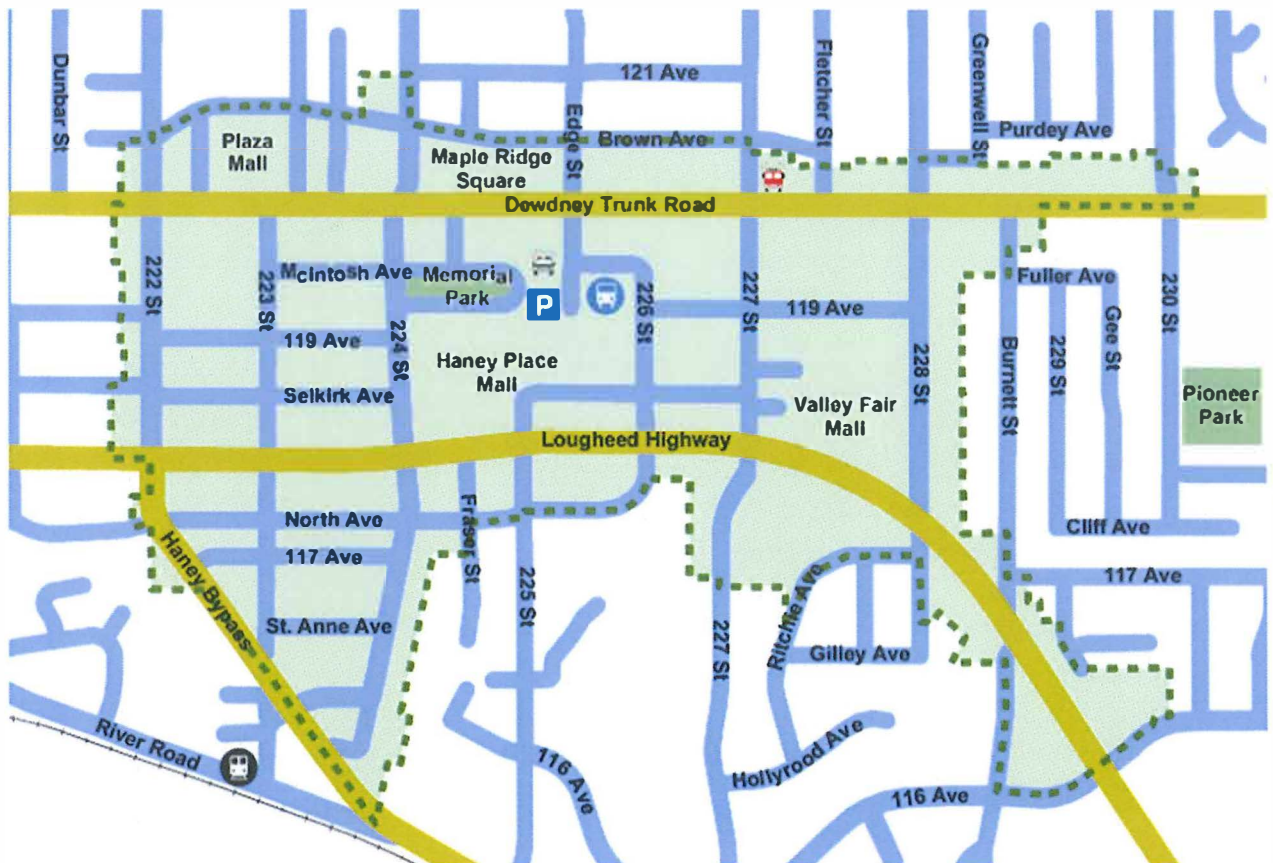 Dunbar St
121 Ave
Fletcher St
Greenwell St
Edge St
Purdey Ave
Plaza
Mall
Brown Ave
Maple Ridge
Square
Dewdney Trunk Road
222 St
223 St
McIntosh Ave
Memorial
Park
P
226 St
227 St
119 Ave
Fuller Ave
230 St
119 Ave
224 St
Haney Place
Mall
228 St
Burnett St
229 St
Gee St
Selkirk Ave
Valley Fair
Mall
Pioneer
Park
Lougheed Highway
North Ave
Fraser St
Cliff Ave
117 Ave
Haney Bypass
225 St
117 Ave
St. Anne Ave
227 St
Ritchie Ave
Gilley Ave
River Road
116 Ave
Hollyrood Ave
116 Ave